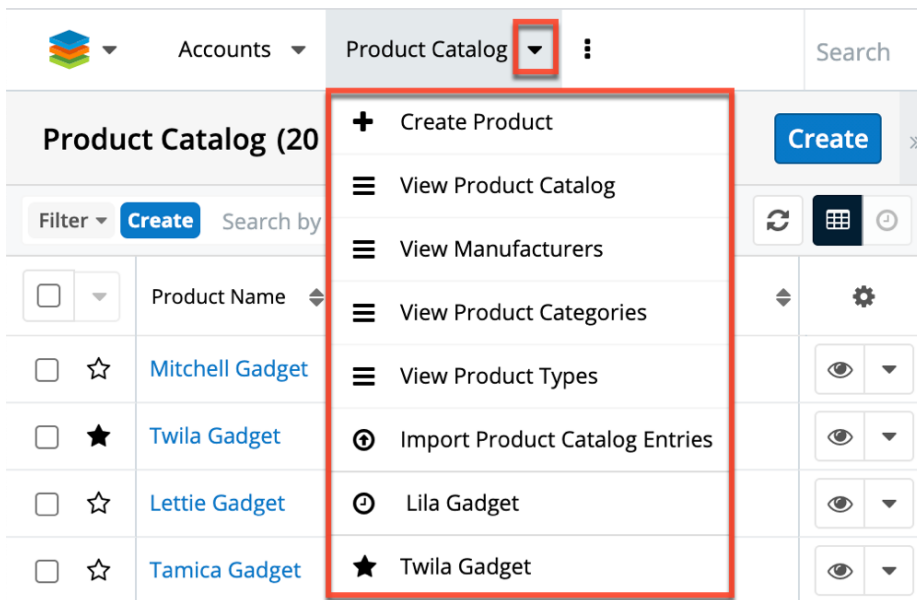 Accounts
Product Catalog
Search
Product Catalog (20
Create
Create Product
View Product Catalog
View Manufacturers
View Product Categories
View Product Types
Import Product Catalog Entries
Lila Gadget
Twila Gadget
Filter
Create
Search by
Product Name
Mitchell Gadget
Twila Gadget
Lettie Gadget
Tamica Gadget